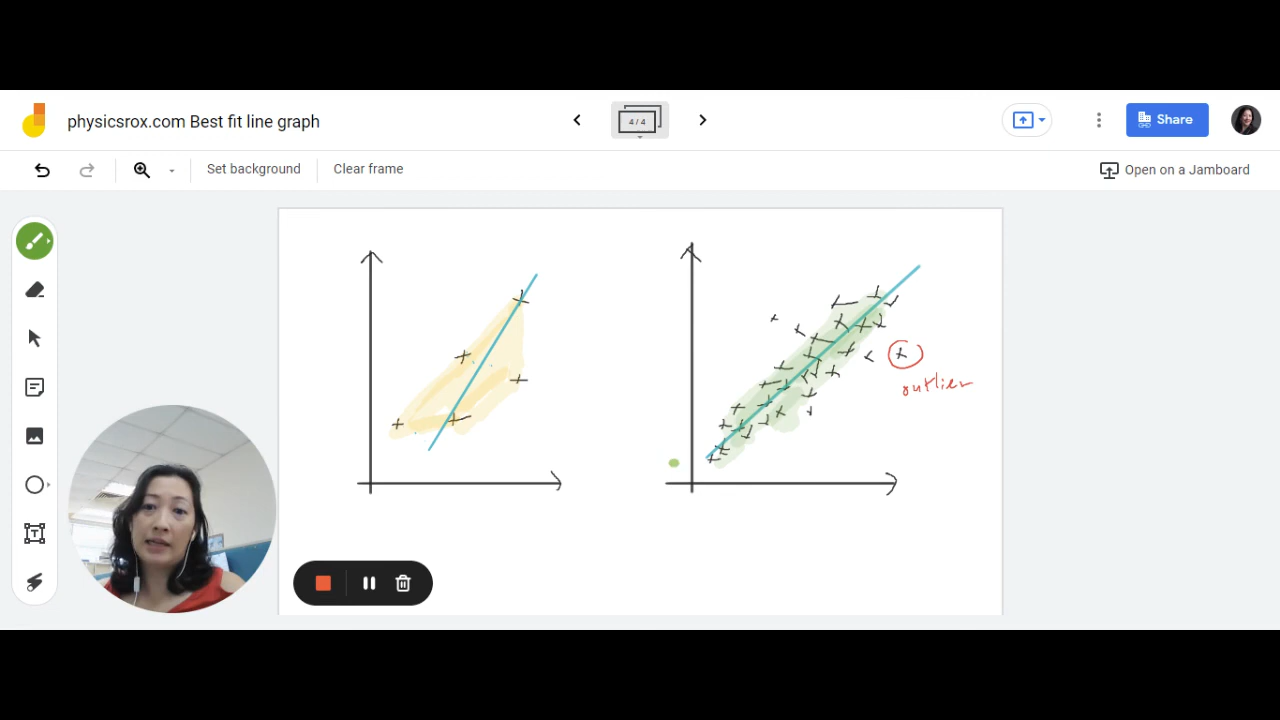 physicsrox.com Best fit line graph
4 / 4
Share
Set background
Clear frame
Open on a Jamboard
outlier